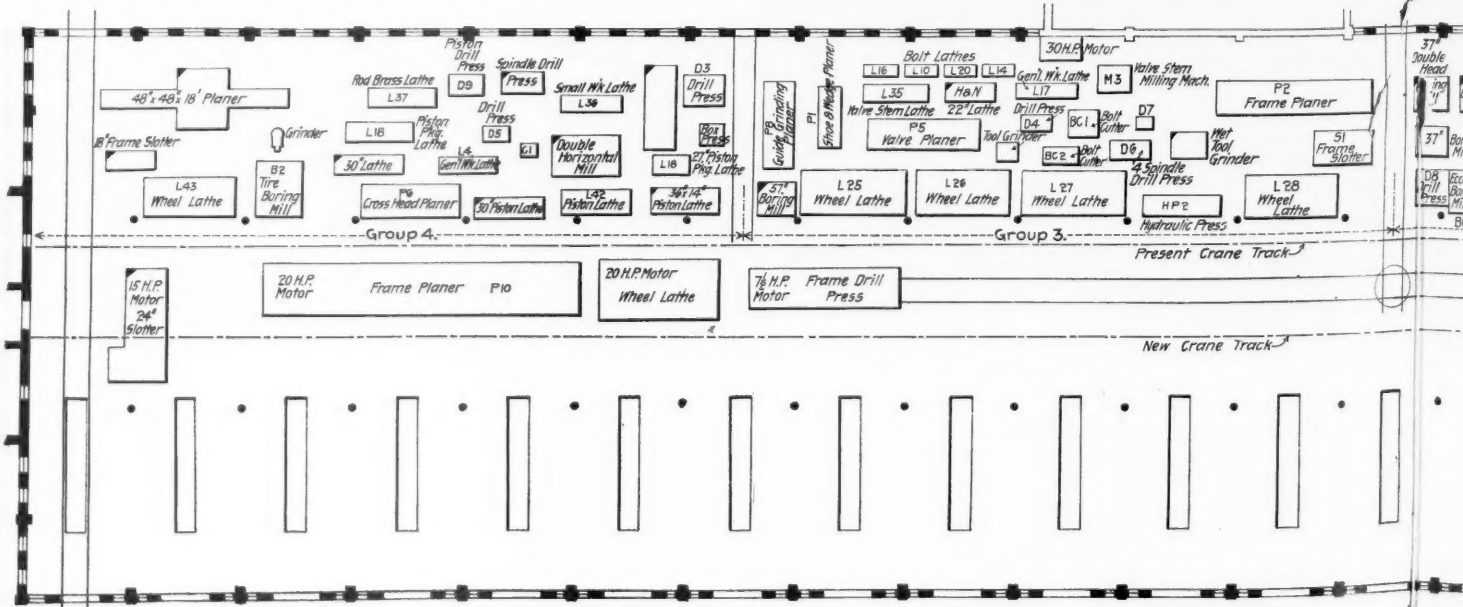 48"x 48"x 18' Planer
18" Frame Slotter
L43
Wheel Lathe
Grinder
B2
Tire
Boring
Mill
Rod Brass Lathe
L37
L18
Piston
Pkg.
Lathe
30" Lathe
P6
Cross Head Planer
Piston
Drill
Press
D9
Spindle Drill
Press
Drill
Press
D5
L4
Gen'l Wk Lathe
G1
30" Piston Lathe
Small Wk Lathe
L36
Double
Horizontal
Mill
L42
Piston Lathe
D3
Drill
Press
Box
Press
L18
27" Piston
Pkg. Lathe
36"x14"
Piston Lathe
Group 4.
P8
Guide Grinding
Planer
P1
Shoe & Wedge Planer
57"
Boring
Mill
Bolt Lathes
L16
L10
L20
L14
L35
Valve Stem Lathe
H&N
22" Lathe
P5
Valve Planer
30 H.P. Motor
Gen'l. Wk Lathe
L17
M3
Valve Stem
Milling Mach.
Drill Press
D4
BC1
Bolt
Cutter
D7
Tool Grinder
BC2
Bolt
Cutter
D6
4 Spindle
Drill Press
Wet
Tool
Grinder
P2
Frame Planer
S1
Frame
Slotter
L25
Wheel Lathe
L26
Wheel Lathe
L27
Wheel Lathe
HP2
Hydraulic Press
L28
Wheel
Lathe
Group 3.
37"
Double
Head
37"
D8
Drill
Press
Present Crane Track
15 H.P.
Motor
24"
Slotter
20 H.P.
Motor
Frame Planer
P10
20 H.P. Motor
Wheel Lathe
7½ H.P.
Motor
Frame Drill
Press
New Crane Track